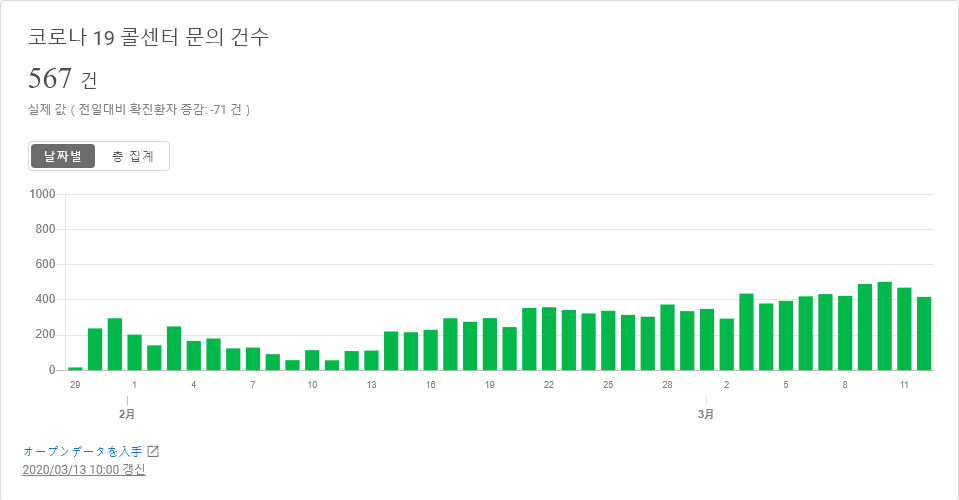 코로나 19 콜센터 문의 건수
567 건
실제 값 ( 전일대비 확진환자 증감: -71 건 )
날짜별 총 집계
1000
800
600
400
200
0
29 1 4 7 10 13 16 19 22 25 28 2 5 8 11
2月 3月
オープンデータを入手
2020/03/13 10:00 갱신